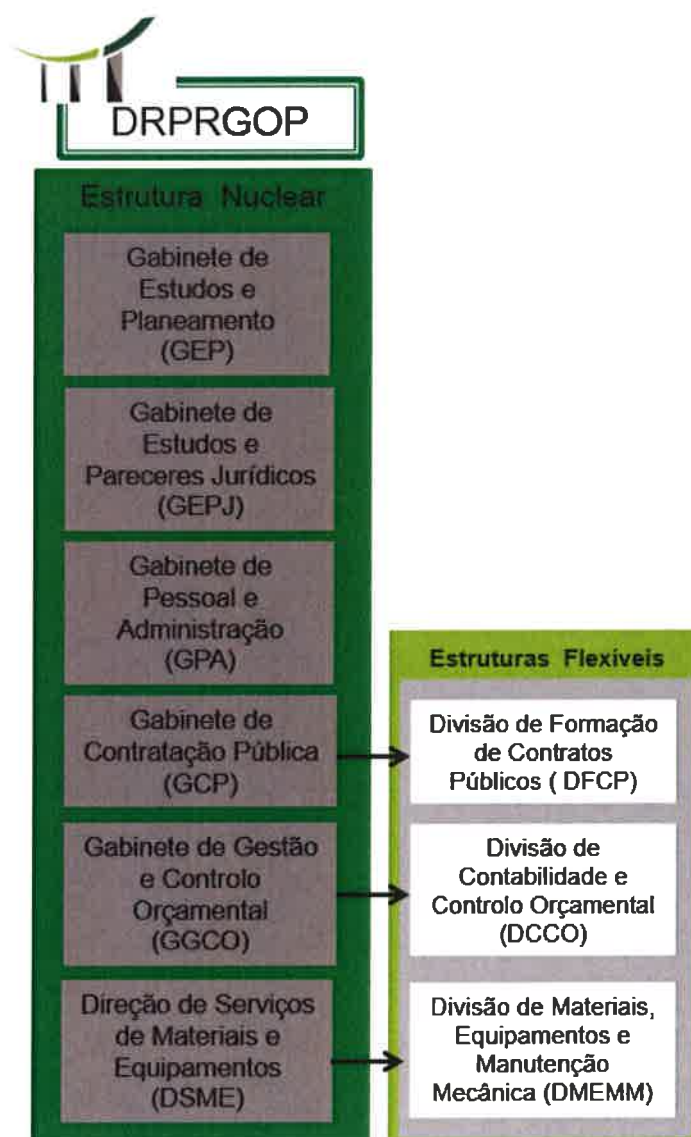 DRPRGOP
Estrutura Nuclear
Gabinete de
Estudos e
Planeamento
(GEP)
Gabinete de
Estudos e
Pareceres Jurídicos
(GEPJ)
Gabinete de
Pessoal e
Administração
(GPA)
Gabinete de
Contratação Pública
(GCP)
Gabinete de Gestão
e Controlo
Orçamental
(GGCO)
Direção de Serviços
de Materiais e
Equipamentos
(DSME)
Estruturas Flexíveis
Divisão de Formação
de Contratos
Públicos ( DFCP)
Divisão de
Contabilidade e
Controlo Orçamental
(DCCO)
Divisão de Materiais,
Equipamentos e
Manutenção
Mecânica (DMEMM)